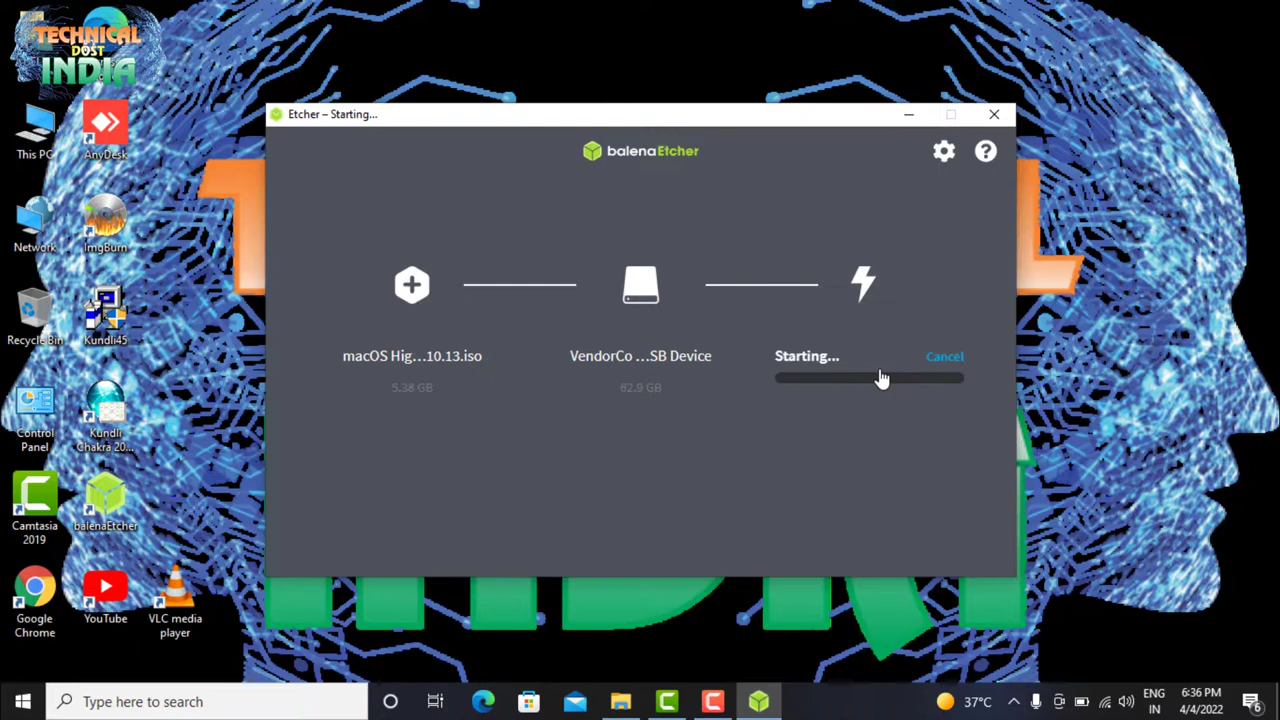 TECHNICAL
DOST
INDIA
This PC
AnyDesk
Network
ImgBurn
Recycle Bin
Kundli45
Control
Panel
Kundli
Chakra 20...
Camtasia
2019
balenaEtcher
Google
Chrome
YouTube
VLC media
player
Etcher – Starting...
balenaEtcher
macOS Hig...10.13.iso
5.38 GB
VendorCo ...SB Device
62.9 GB
Starting...
Cancel
Type here to search
37°C
ENG
IN
6:36 PM
4/4/2022
6